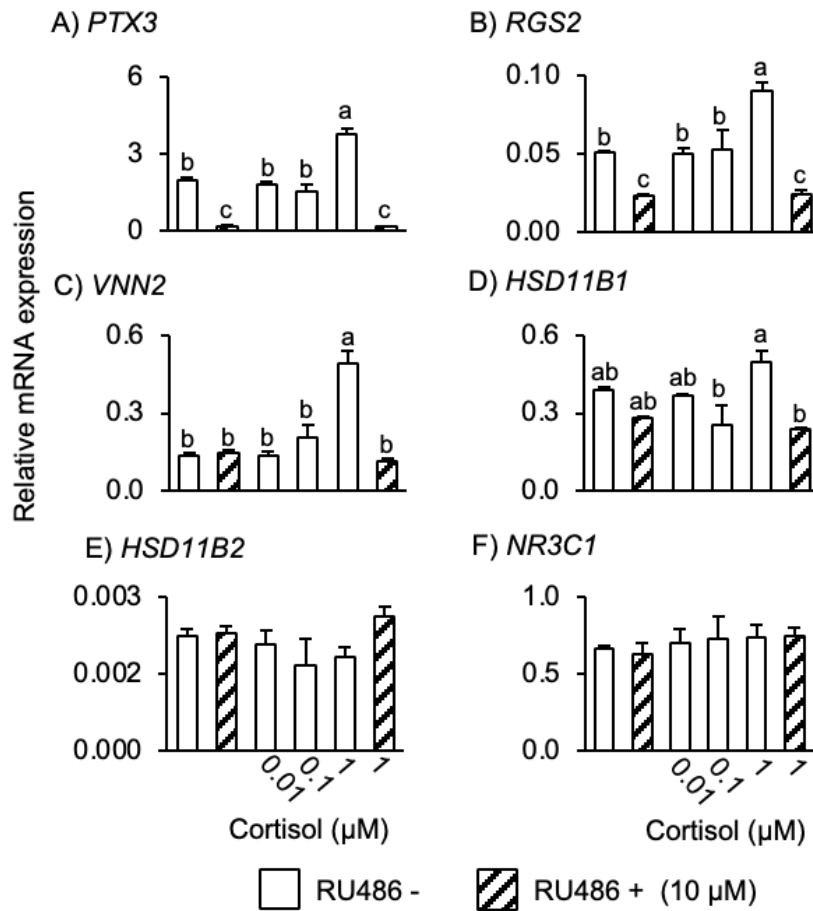 A) PTX3
6
3
0
b
c
b
b
a
c
B) RGS2
0.10
0.05
0.00
b
c
b
b
a
c
Relative mRNA expression
C) VNN2
0.6
0.3
0.0
b
b
b
b
a
b
D) HSD11B1
0.6
0.3
0.0
ab
ab
ab
b
a
b
E) HSD11B2
0.003
0.002
0.000
0.01
0.1
1
1
Cortisol (µM)
F) NR3C1
1.0
0.5
0.0
0.01
0.1
1
1
Cortisol (µM)
RU486 -
RU486 + (10 µM)